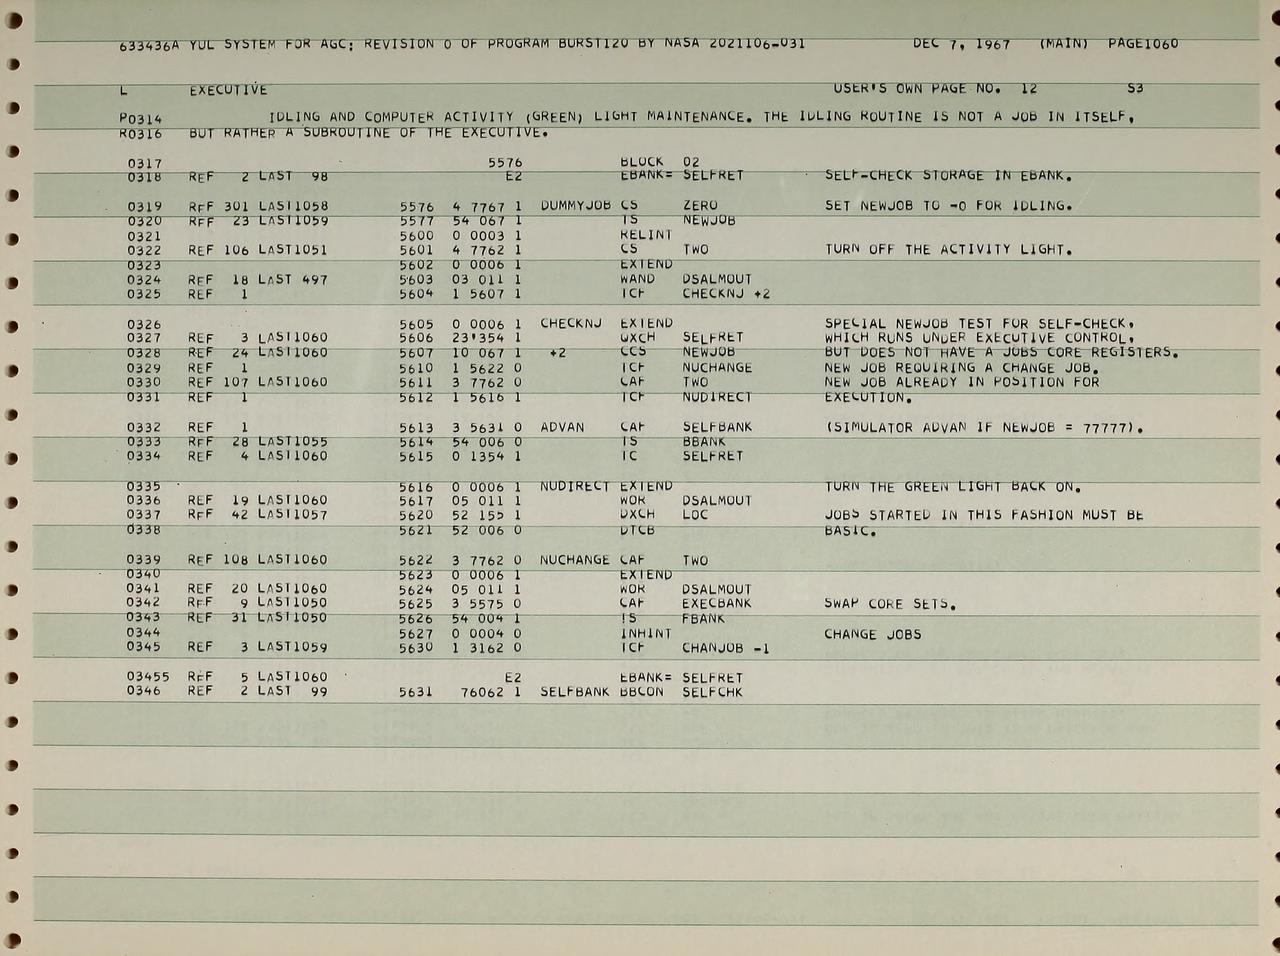 633436A YUL SYSTEM FOR AGC; REVISION 0 OF PROGRAM BURST120 BY NASA 2021106-031 DEC 7, 1967 (MAIN) PAGE1060
L EXECUTIVE USER'S OWN PAGE NO. 12 S3
P0314 IDLING AND COMPUTER ACTIVITY (GREEN) LIGHT MAINTENANCE. THE IDLING ROUTINE IS NOT A JOB IN ITSELF,
R0316 BUT RATHER A SUBROUTINE OF THE EXECUTIVE.
0317 5576 BLOCK 02
0318 REF 2 LAST 98 E2 EBANK= SELFRET SELF-CHECK STORAGE IN EBANK.
0319 REF 301 LAST1058 5576 4 7767 1 DUMMYJOB CS ZERO SET NEWJOB TO -0 FOR IDLING.
0320 REF 23 LAST1059 5577 54 067 1 TS NEWJOB
0321 5600 0 0003 1 RELINT
0322 REF 106 LAST1051 5601 4 7762 1 CS TWO TURN OFF THE ACTIVITY LIGHT.
0323 5602 0 0006 1 EXTEND
0324 REF 18 LAST 497 5603 03 011 1 WAND DSALMOUT
0325 REF 1 5604 1 5607 1 TCF CHECKNJ +2
0326 5605 0 0006 1 CHECKNJ EXTEND SPECIAL NEWJOB TEST FOR SELF-CHECK,
0327 REF 3 LAST1060 5606 23'354 1 QXCH SELFRET WHICH RUNS UNDER EXECUTIVE CONTROL,
0328 REF 24 LAST1060 5607 10 067 1 +2 CCS NEWJOB BUT DOES NOT HAVE A JOBS CORE REGISTERS.
0329 REF 1 5610 1 5622 0 TCF NUCHANGE NEW JOB REQUIRING A CHANGE JOB.
0330 REF 107 LAST1060 5611 3 7762 0 CAF TWO NEW JOB ALREADY IN POSITION FOR
0331 REF 1 5612 1 5616 1 TCF NUDIRECT EXECUTION.
0332 REF 1 5613 3 5631 0 ADVAN CAF SELFBANK (SIMULATOR ADVAN IF NEWJOB = 77777).
0333 REF 28 LAST1055 5614 54 006 0 TS BBANK
0334 REF 4 LAST1060 5615 0 1354 1 TC SELFRET
0335 5616 0 0006 1 NUDIRECT EXTEND TURN THE GREEN LIGHT BACK ON.
0336 REF 19 LAST1060 5617 05 011 1 WOR DSALMOUT
0337 REF 42 LAST1057 5620 52 155 1 DXCH LOC JOBS STARTED IN THIS FASHION MUST BE
0338 5621 52 006 0 DTCB BASIC.
0339 REF 108 LAST1060 5622 3 7762 0 NUCHANGE CAF TWO
0340 5623 0 0006 1 EXTEND
0341 REF 20 LAST1060 5624 05 011 1 WOR DSALMOUT
0342 REF 9 LAST1050 5625 3 5575 0 CAF EXECBANK SWAP CORE SETS.
0343 REF 31 LAST1050 5626 54 004 1 TS FBANK
0344 5627 0 0004 0 INHINT CHANGE JOBS
0345 REF 3 LAST1059 5630 1 3162 0 TCF CHANJOB -1
03455 REF 5 LAST1060 E2 EBANK= SELFRET
0346 REF 2 LAST 99 5631 76062 1 SELFBANK BBCON SELFCHK